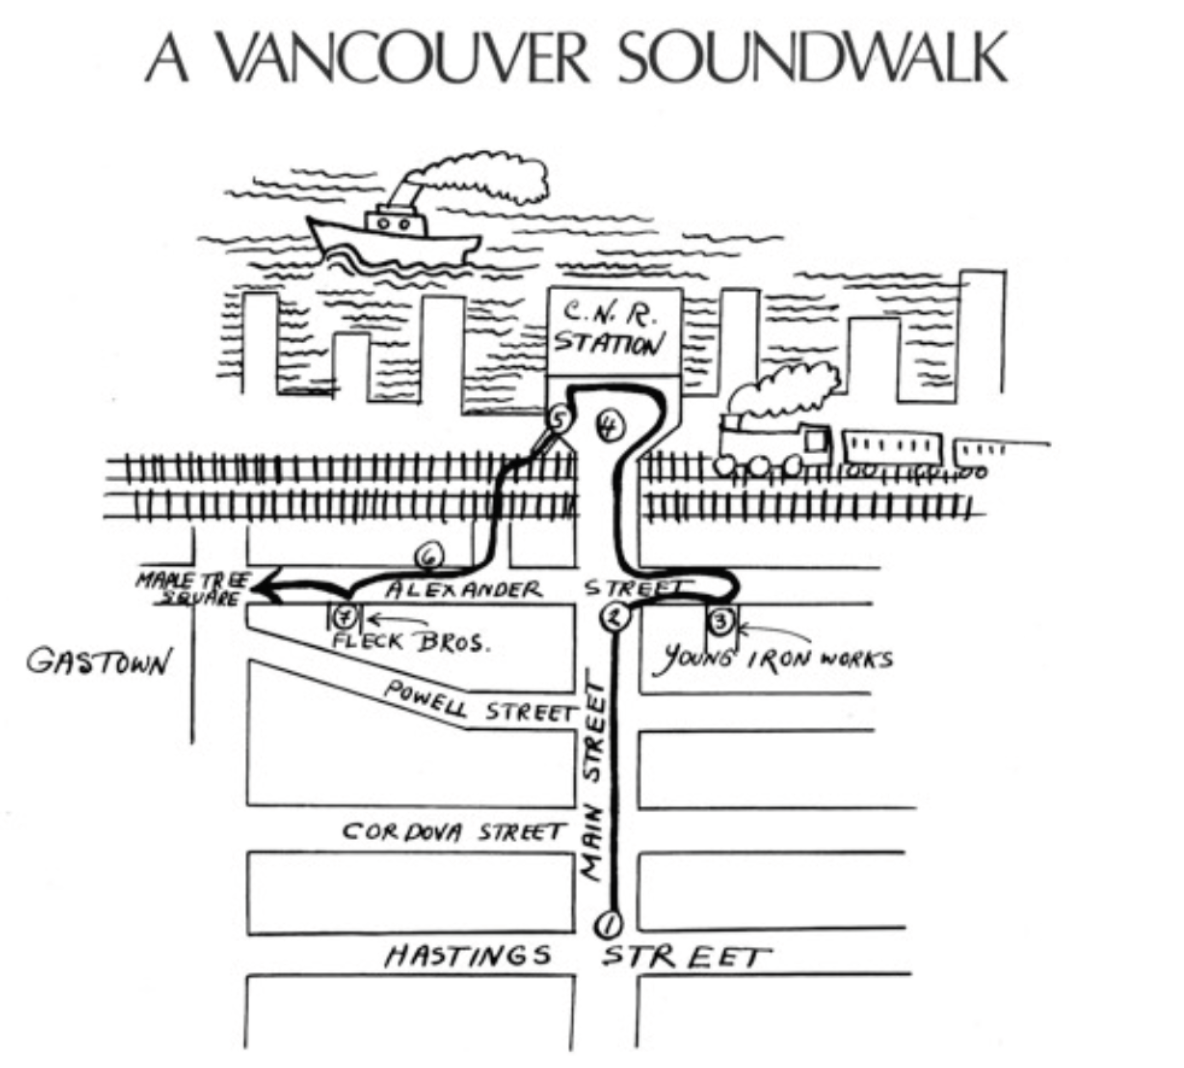 A VANCOUVER SOUNDWALK
C. N. R.
STATION
5
4
6
MAPLE TREE
SQUARE
ALEXANDER STREET
7
FLECK BROS.
2
3
YOUNG IRON WORKS
GASTOWN
POWELL STREET
MAIN STREET
CORDOVA STREET
1
HASTINGS STREET